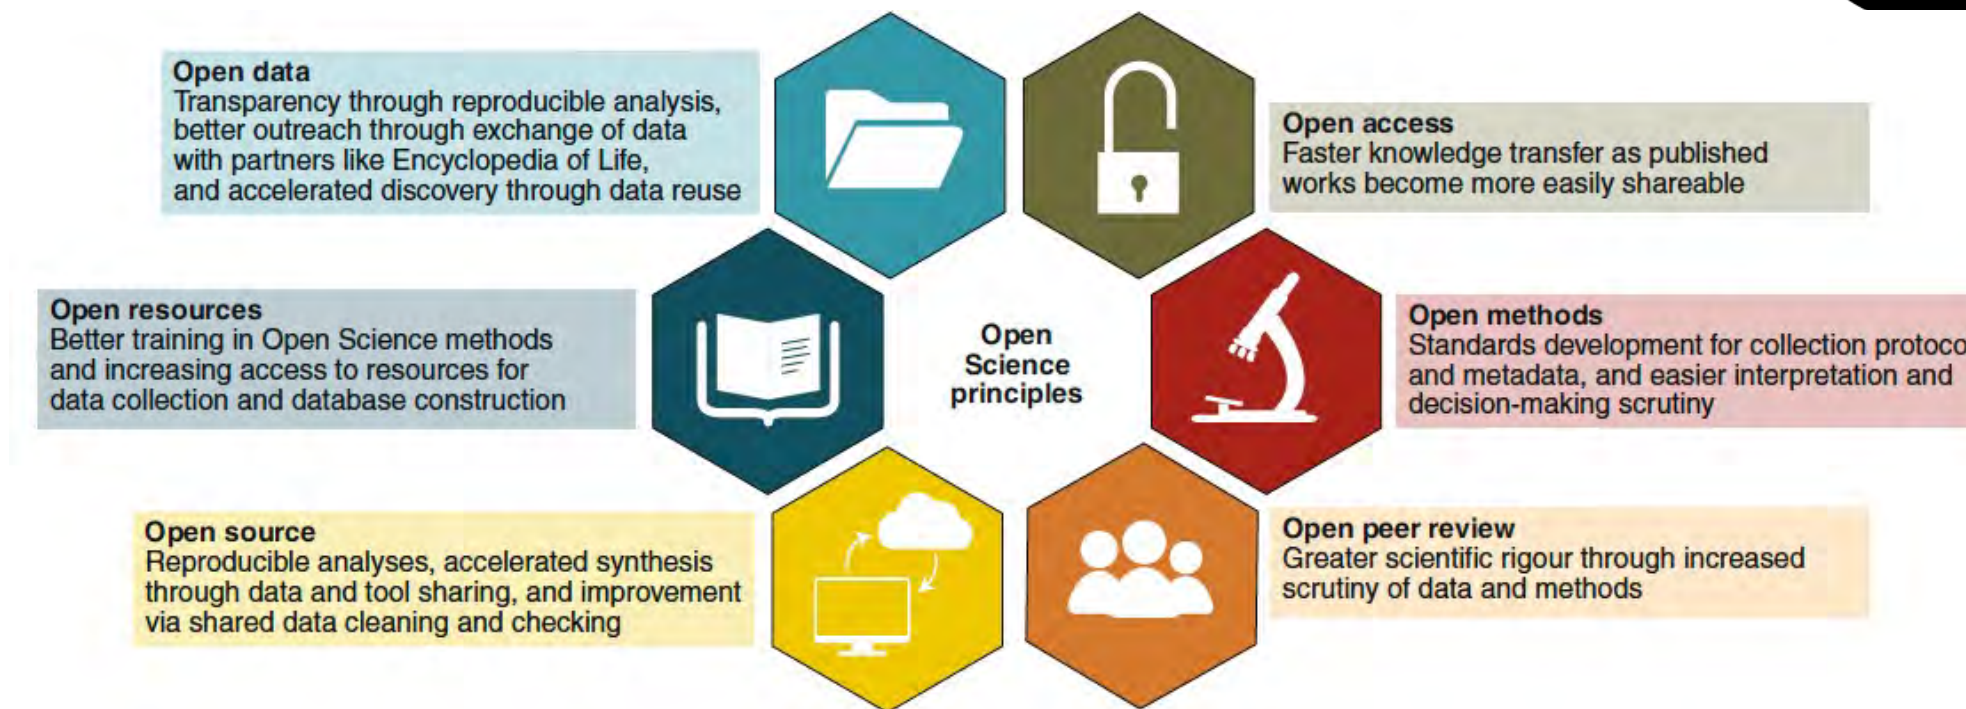 Open data
Transparency through reproducible analysis,
better outreach through exchange of data
with partners like Encyclopedia of Life,
and accelerated discovery through data reuse
Open access
Faster knowledge transfer as published
works become more easily shareable
Open resources
Better training in Open Science methods
and increasing access to resources for
data collection and database construction
Open
Science
principles
Open methods
Standards development for collection
and metadata, and easier interpretation and
decision-making scrutiny
Open source
Reproducible analyses, accelerated synthesis
through data and tool sharing, and improvement
via shared data cleaning and checking
Open peer review
Greater scientific rigour through increased
scrutiny of data and methods